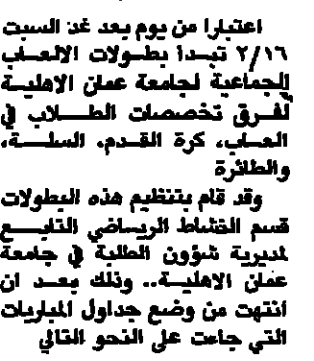 اعتبارا من يوم بعد غد السبت
٢/١٦ تبدأ بطولات الالعاب
الجماعية لجامعة عمان الاهلية
لفرق تخصصات الطلاب في
العاب، كرة القدم، السلة،
والطائرة
وقد قام بتنظيم هذه البطولات
قسم النشاط الرياضي التابع
لمديرية شؤون الطلبة في جامعة
عمان الاهلية.. وذلك بعد ان
انتهت من وضع جداول المباريات
التي جاءت على النحو التالي